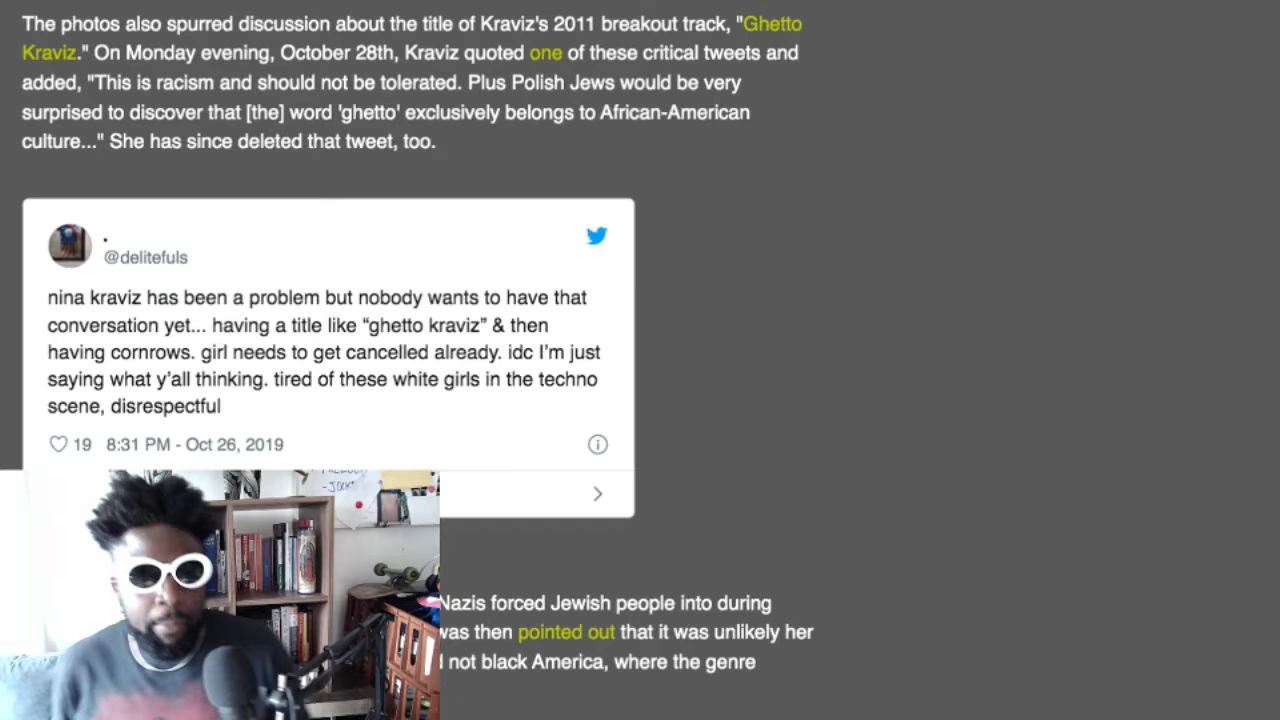 The photos also spurred discussion about the title of Kraviz's 2011 breakout track, "Ghetto
Kraviz." On Monday evening, October 28th, Kraviz quoted one of these critical tweets and
added, "This is racism and should not be tolerated. Plus Polish Jews would be very
surprised to discover that [the] word 'ghetto' exclusively belongs to African-American
culture..." She has since deleted that tweet, too.
.
@delitefuls
nina kraviz has been a problem but nobody wants to have that
conversation yet... having a title like “ghetto kraviz” & then
having cornrows. girl needs to get cancelled already. idc I’m just
saying what y’all thinking. tired of these white girls in the techno
scene, disrespectful
19 8:31 PM - Oct 26, 2019
Nazis forced Jewish people into during
was then pointed out that it was unlikely her
not black America, where the genre